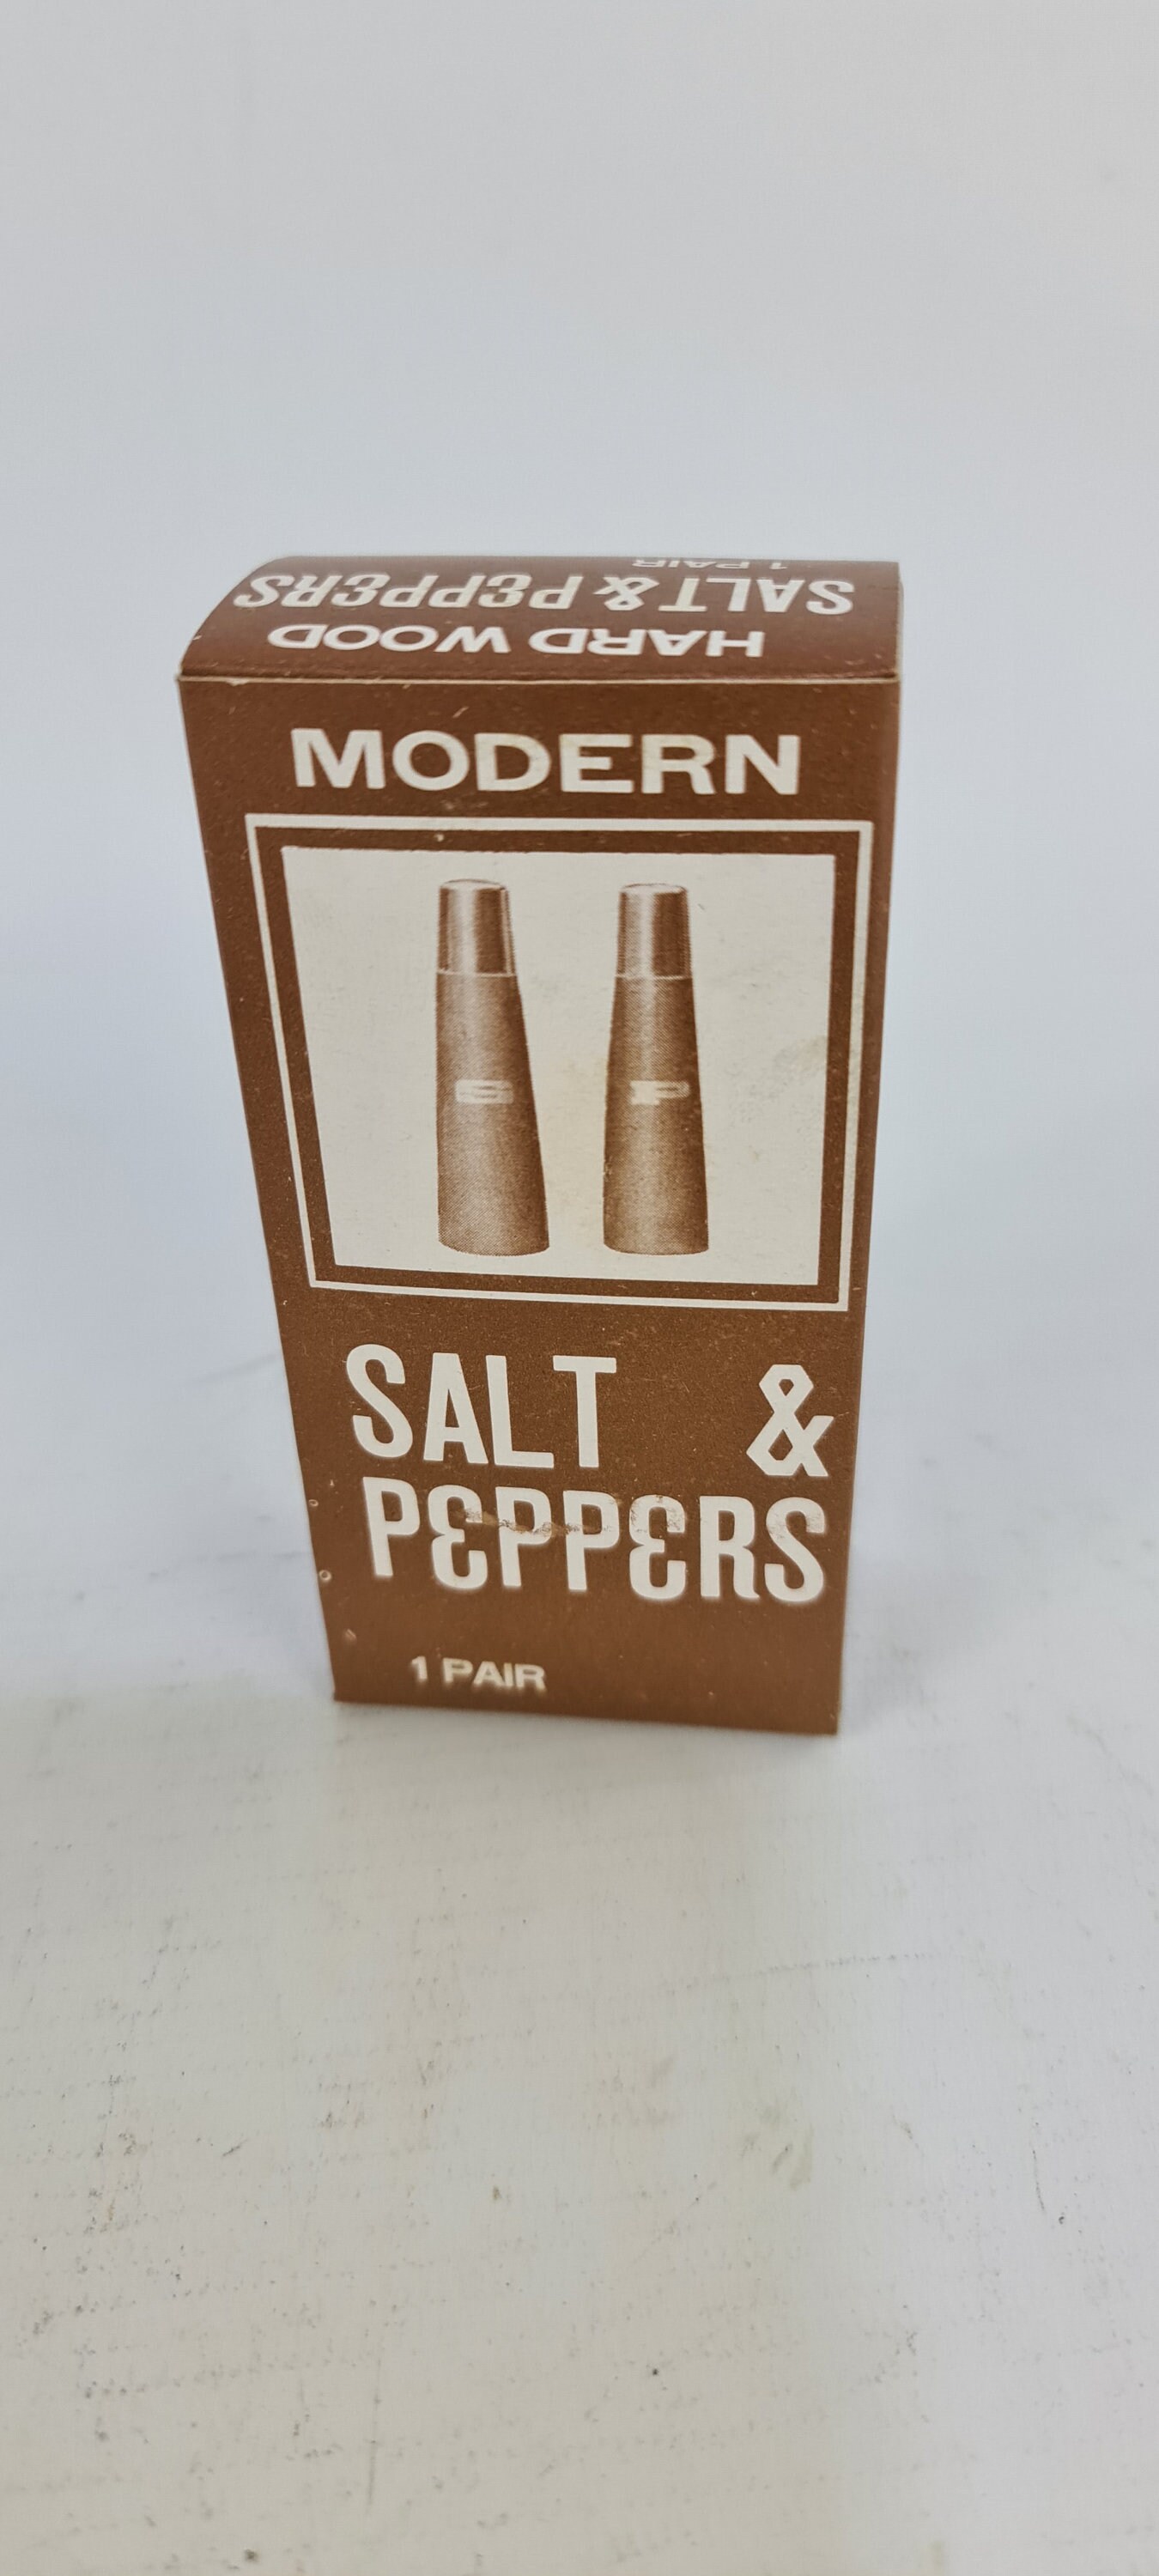 1 PAIR
SALT & PEPPERS
HARD WOOD
MODERN
S P
SALT &
PEPPERS
1 PAIR